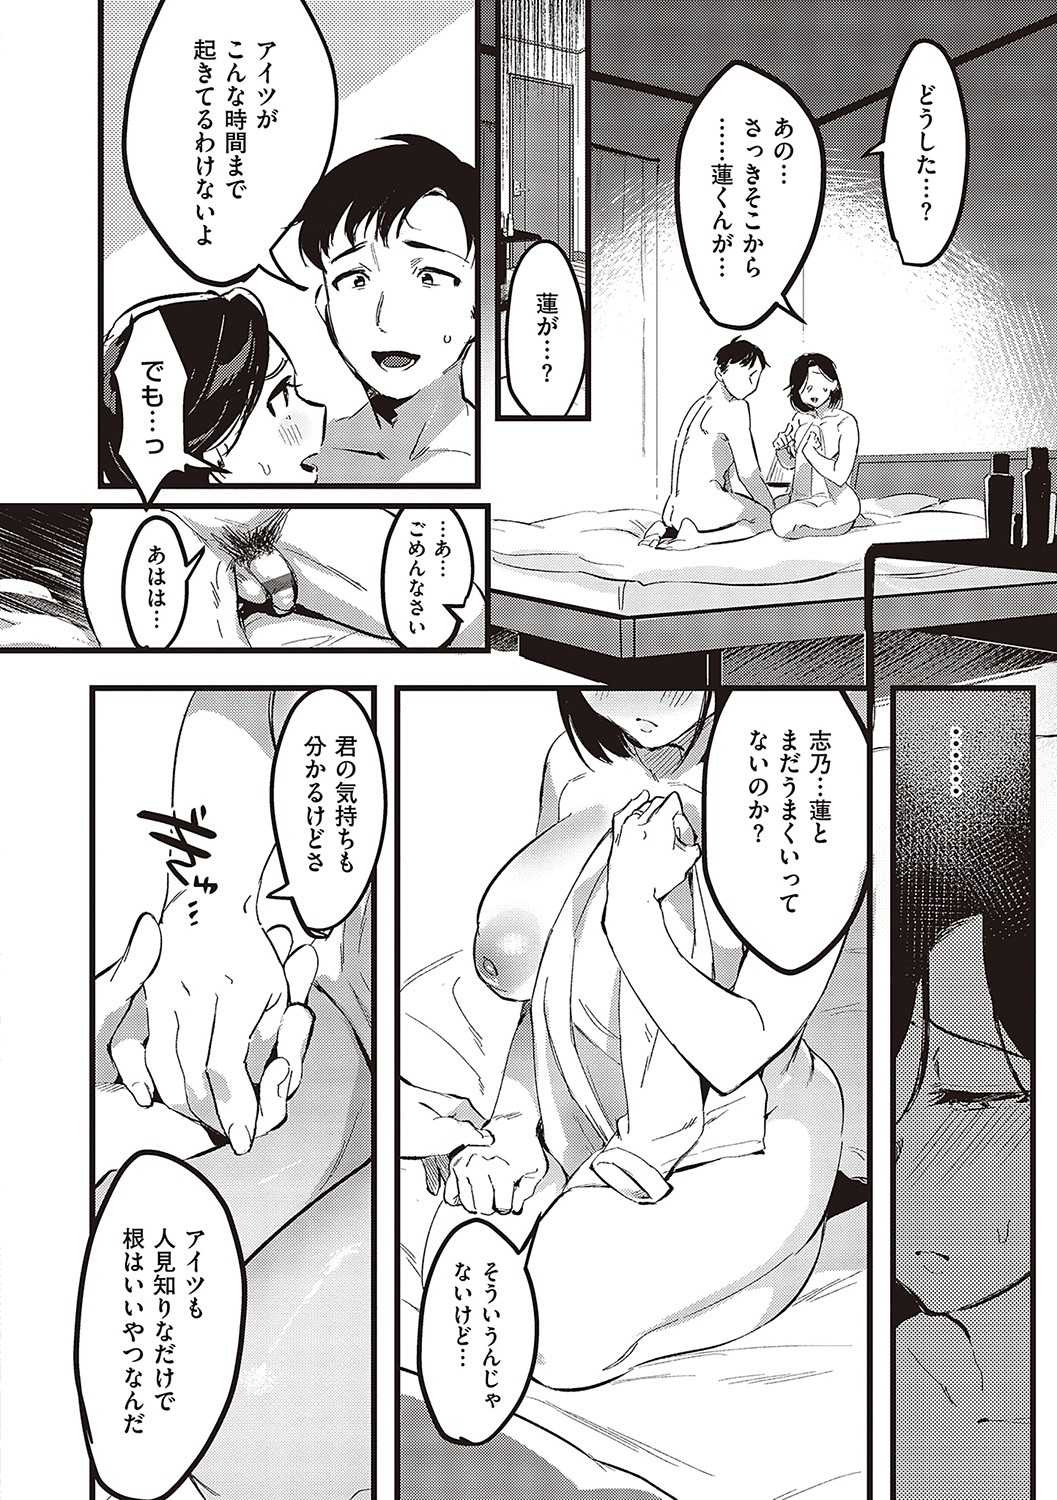 どうした…?
あの…
さっきそこから
……蓮くんが…
蓮が…?
アイツが
こんな時間まで
起きてるわけないよ
でも…っ
…あ…
ごめんなさい
あはは…
………
志乃…蓮と
まだうまくいって
ないのか?
そういうんじゃ
ないけど…
君の気持ちも
分かるけどさ
アイツも
人見知りなだけで
根はいいやつなんだ